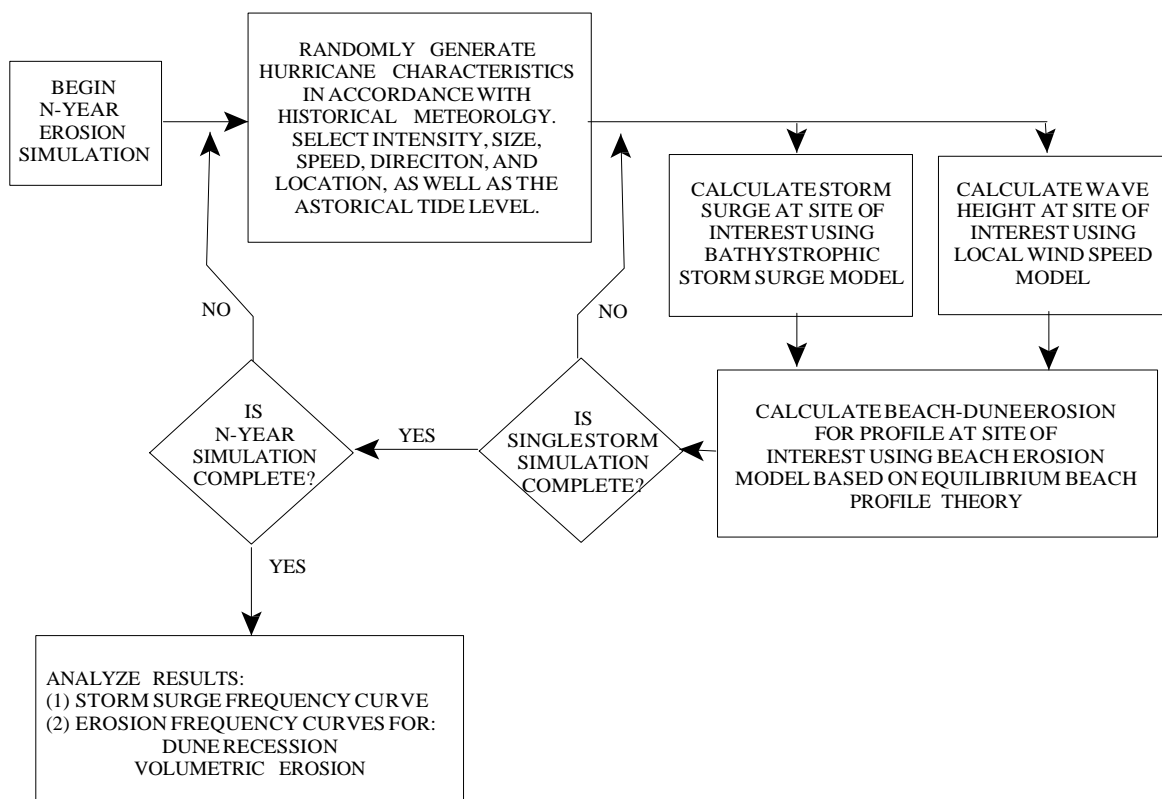 BEGIN
N-YEAR
EROSION
SIMULATION
RANDOMLY GENERATE
HURRICANE CHARACTERISTICS
IN ACCORDANCE WITH
HISTORICAL METEOROLGY.
SELECT INTENSITY, SIZE,
SPEED, DIRECITON, AND
LOCATION, AS WELL AS THE
ASTORICAL TIDE LEVEL.
CALCULATE STORM
SURGE AT SITE OF
INTEREST USING
BATHYSTROPHIC
STORM SURGE MODEL
CALCULATE WAVE
HEIGHT AT SITE OF
INTEREST USING
LOCAL WIND SPEED
MODEL
NO
NO
IS
N-YEAR
SIMULATION
COMPLETE?
YES
IS
SINGLE STORM
SIMULATION
COMPLETE?
CALCULATE BEACH-DUNE EROSION
FOR PROFILE AT SITE OF
INTEREST USING BEACH EROSION
MODEL BASED ON EQUILIBRIUM BEACH
PROFILE THEORY
YES
ANALYZE RESULTS:
(1) STORM SURGE FREQUENCY CURVE
(2) EROSION FREQUENCY CURVES FOR:
DUNE RECESSION
VOLUMETRIC EROSION